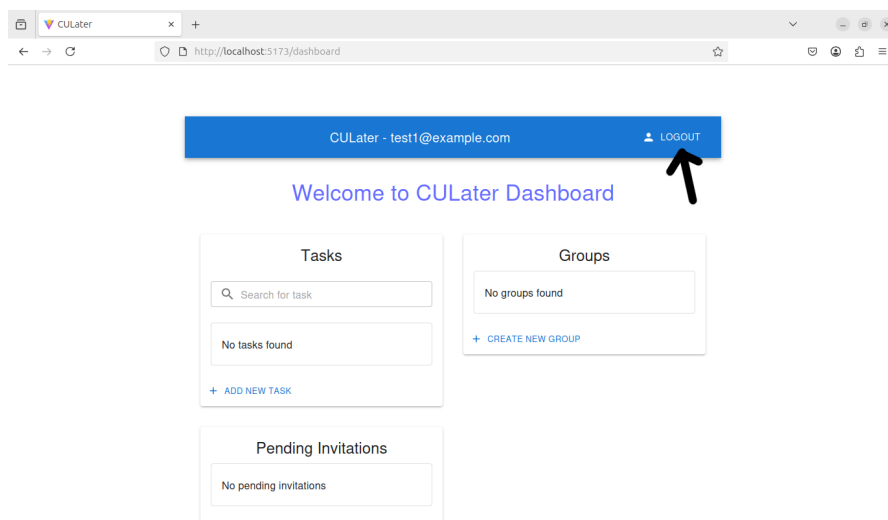 CULater
http://localhost:5173/dashboard
CULater - test1@example.com
LOGOUT
Welcome to CULater Dashboard
Tasks
Search for task
No tasks found
+ ADD NEW TASK
Groups
No groups found
+ CREATE NEW GROUP
Pending Invitations
No pending invitations